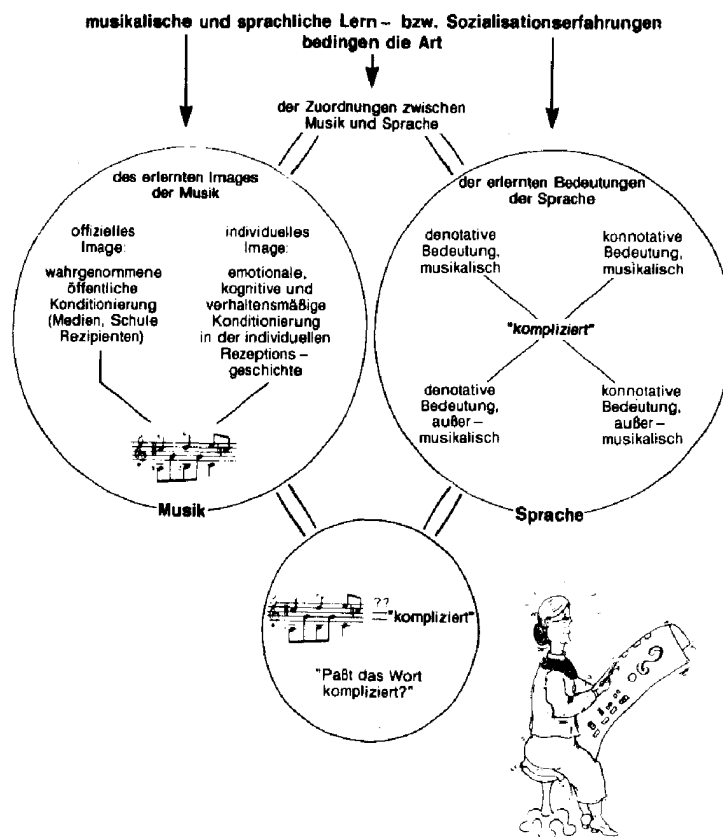 musikalische und sprachliche Lern– bzw. Sozialisationserfahrungen
bedingen die Art
der Zuordnungen zwischen
Musik und Sprache
des erlernten Images
der Musik
offizielles
Image:
wahrgenommene
öffentliche
Konditionierung
(Medien, Schule
Rezipienten)
individuelles
Image:
emotionale,
kognitive und
verhaltensmäßige
Konditionierung
in der individuellen
Rezeptions–
geschichte
Musik
der erlernten Bedeutungen
der Sprache
denotative
Bedeutung,
musikalisch
konnotative
Bedeutung,
musikalisch
"kompliziert"
denotative
Bedeutung,
außer–
musikalisch
konnotative
Bedeutung,
außer–
musikalisch
Sprache
??
= "kompliziert"
"Paßt das Wort
kompliziert?"